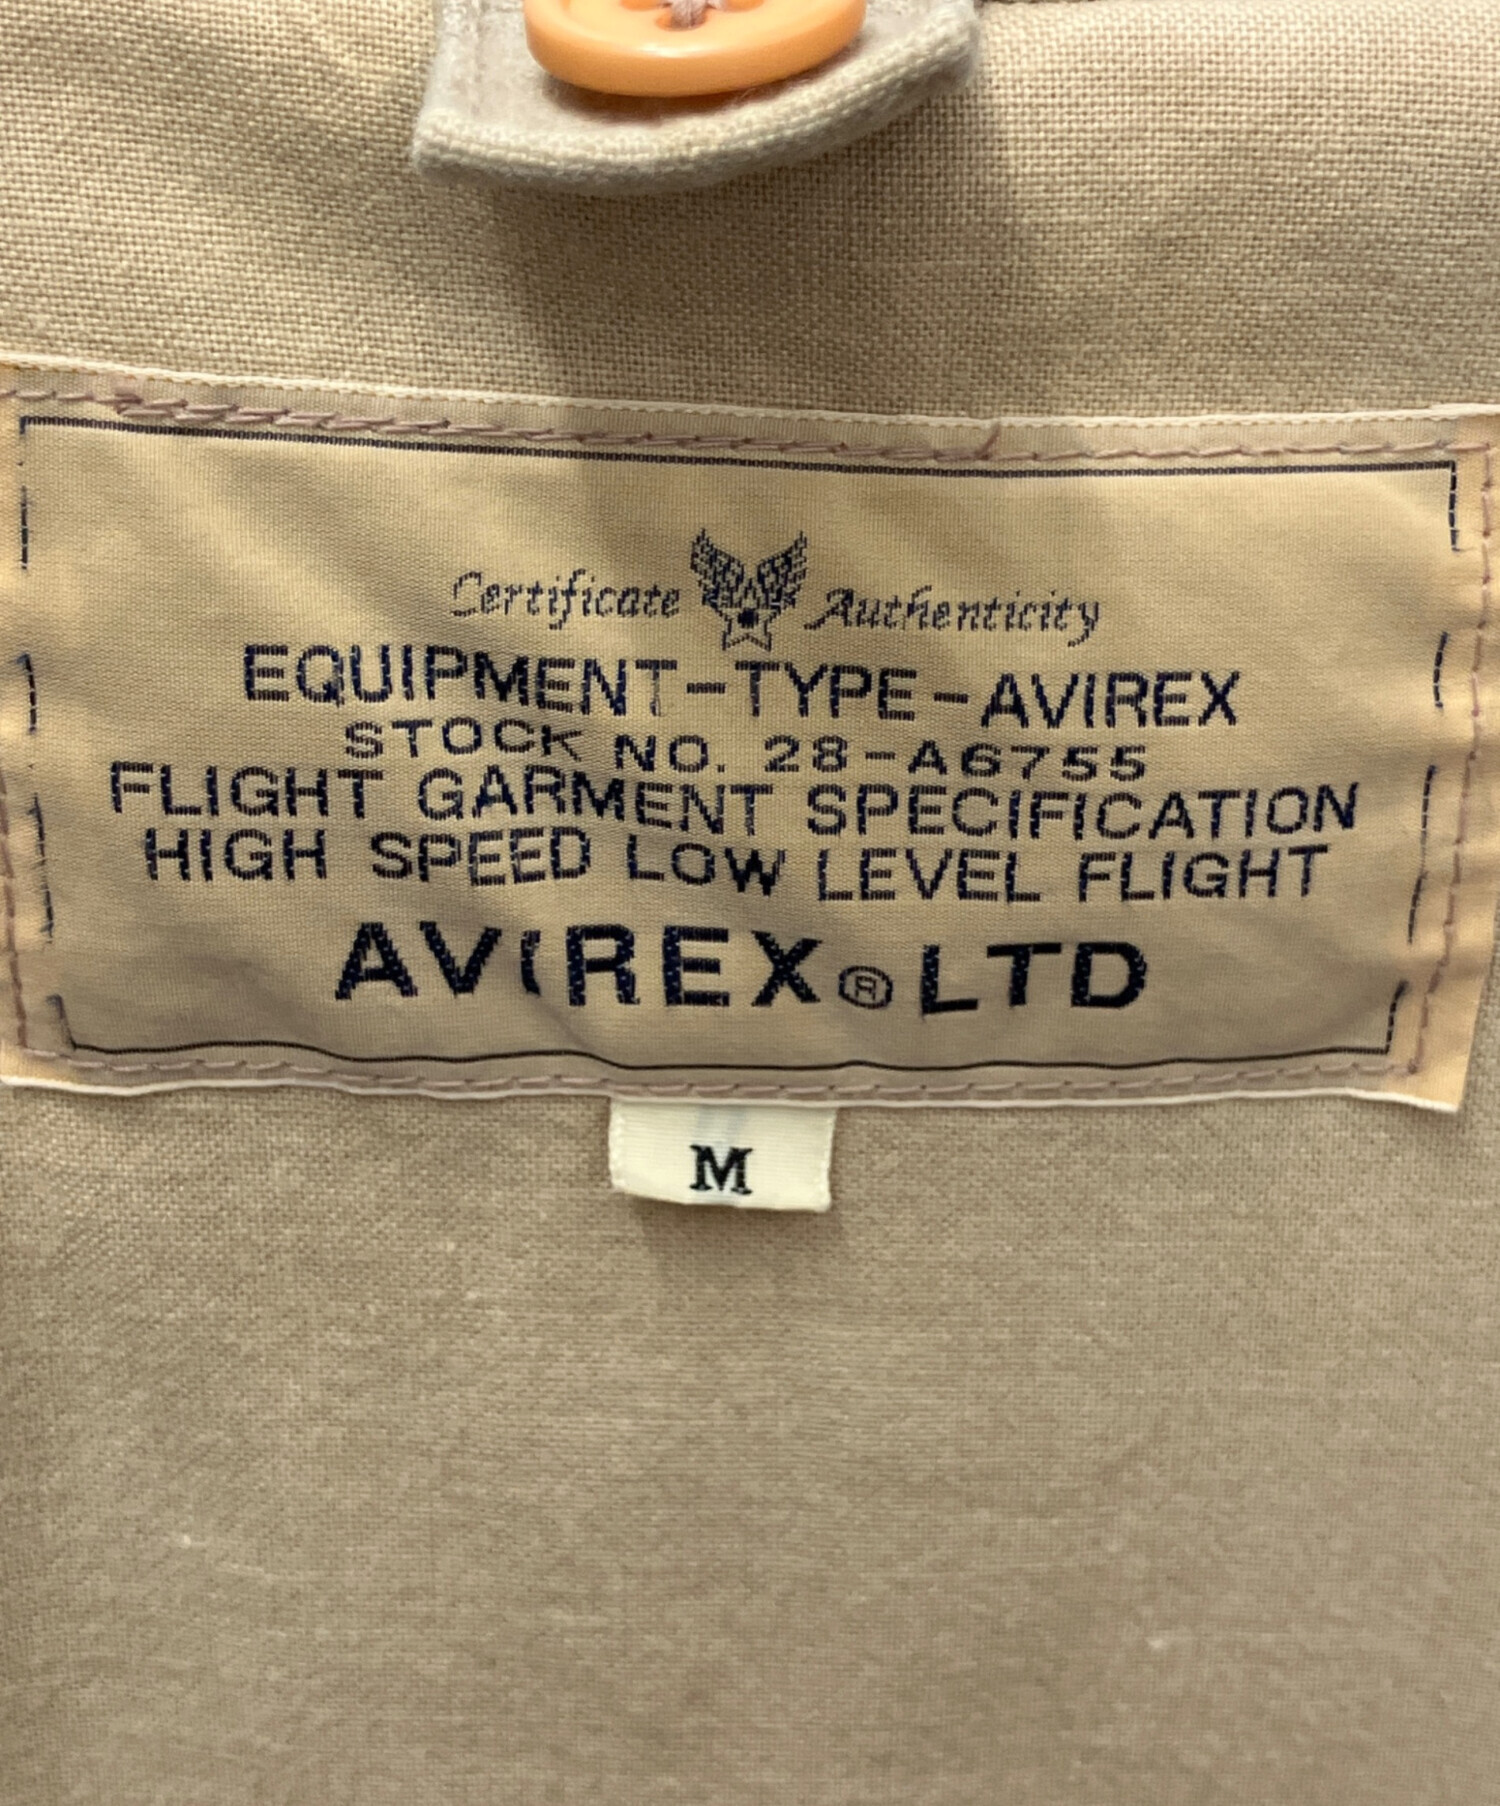 Certificate Authenticity
EQUIPMENT-TYPE-AVIREX
STOCK NO. 28-A6755
FLIGHT GARMENT SPECIFICATION
HIGH SPEED LOW LEVEL FLIGHT
AVIREX® LTD
M